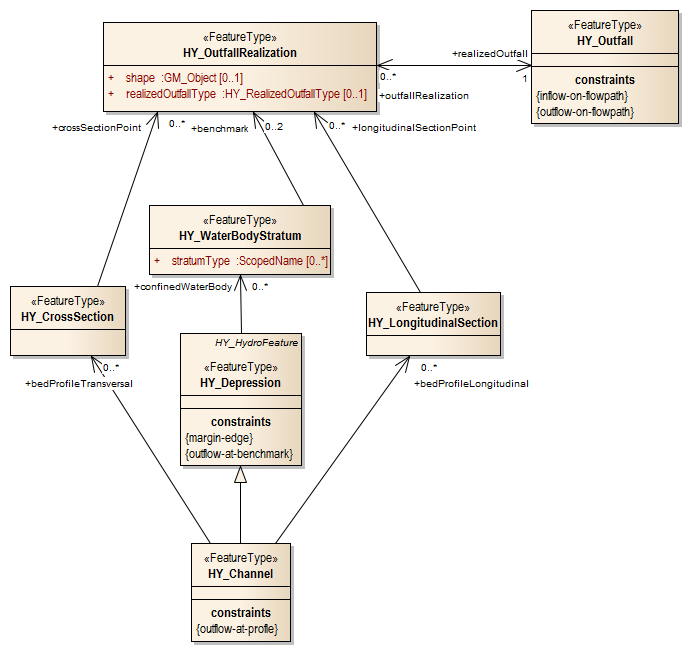 «FeatureType»
HY_OutfallRealization
+ shape :GM_Object [0..1]
+ realizedOutfallType :HY_RealizedOutfallType [0..1]
+realizedOutfall
0..*
1
+outfallRealization
«FeatureType»
HY_Outfall
constraints
{inflow-on-flowpath}
{outflow-on-flowpath}
+crossSectionPoint
0..*
+benchmark
0..2
0..*
+longitudinalSectionPoint
«FeatureType»
HY_WaterBodyStratum
+ stratumType :ScopedName [0..*]
+confinedWaterBody
0..*
«FeatureType»
HY_CrossSection
«FeatureType»
HY_LongitudinalSection
HY_HydroFeature
«FeatureType»
HY_Depression
constraints
{margin-edge}
{outflow-at-benchmark}
0..*
+bedProfileTransversal
0..*
+bedProfileLongitudinal
«FeatureType»
HY_Channel
constraints
{outflow-at-profle}